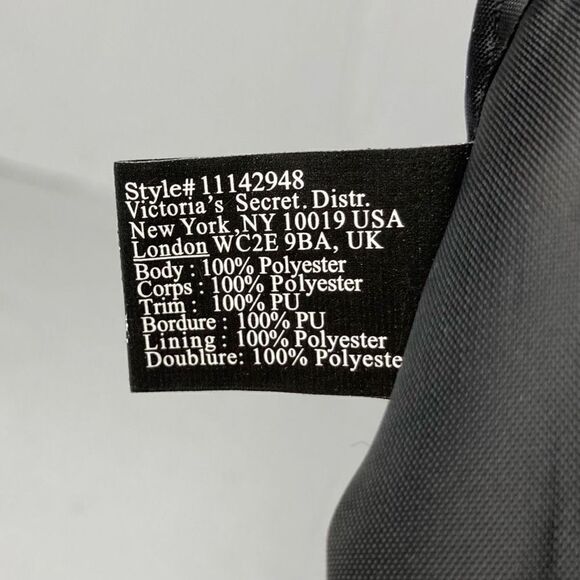 Style# 11142948
Victoria's Secret. Distr.
New York ,NY 10019 USA
London WC2E 9BA, UK
Body : 100% Polyester
Corps : 100% Polyester
Trim : 100% PU
Bordure : 100% PU
Lining : 100% Polyester
Doublure: 100% Polyeste